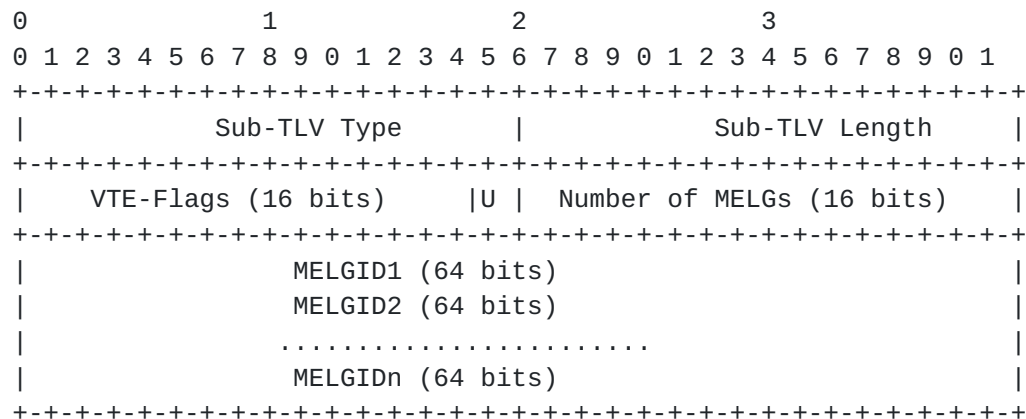 0                   1                   2                   3
0 1 2 3 4 5 6 7 8 9 0 1 2 3 4 5 6 7 8 9 0 1 2 3 4 5 6 7 8 9 0 1
+-+-+-+-+-+-+-+-+-+-+-+-+-+-+-+-+-+-+-+-+-+-+-+-+-+-+-+-+-+-+-+-+
|            Sub-TLV Type       |            Sub-TLV Length     |
+-+-+-+-+-+-+-+-+-+-+-+-+-+-+-+-+-+-+-+-+-+-+-+-+-+-+-+-+-+-+-+-+
|    VTE-Flags (16 bits)     |U |  Number of MELGs (16 bits)    |
+-+-+-+-+-+-+-+-+-+-+-+-+-+-+-+-+-+-+-+-+-+-+-+-+-+-+-+-+-+-+-+-+
|                 MELGID1 (64 bits)                             |
|                 MELGID2 (64 bits)                             |
|                ........................                       |
|                 MELGIDn (64 bits)                             |
+-+-+-+-+-+-+-+-+-+-+-+-+-+-+-+-+-+-+-+-+-+-+-+-+-+-+-+-+-+-+-+-+